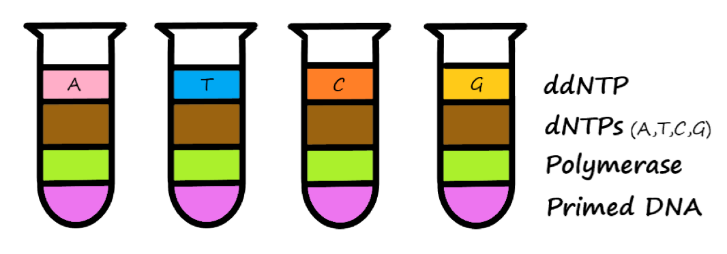 A T C G ddNTP
dNTPs (A,T,C,G)
Polymerase
Primed DNA